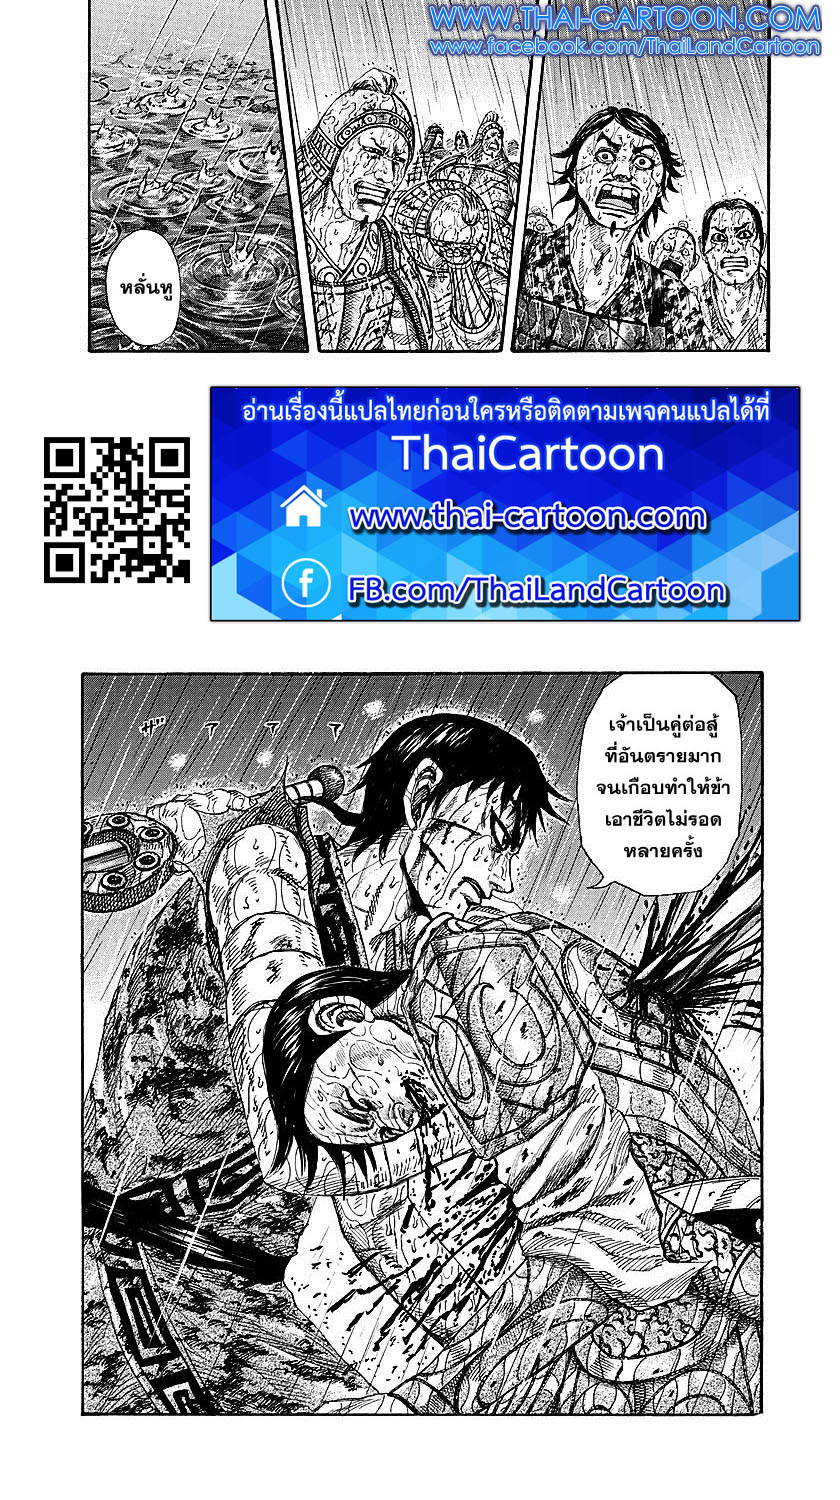 WWW.THAI-CARTOON.COM
www.facebook.com/ThaiLandCartoon
หลั่นทู
อ่านเรื่องนี้แปลไทยก่อนใครหรือติดตามเพจคนแปลได้ที่
ThaiCartoon
www.thai-cartoon.com
f
FB.com/ThaiLandCartoon
ザァァァ
เจ้าเป็นคู่ต่อสู้
ที่อันตรายมาก
จนเกือบทำให้ข้า
เอาชีวิตไม่รอด
หลายครั้ง